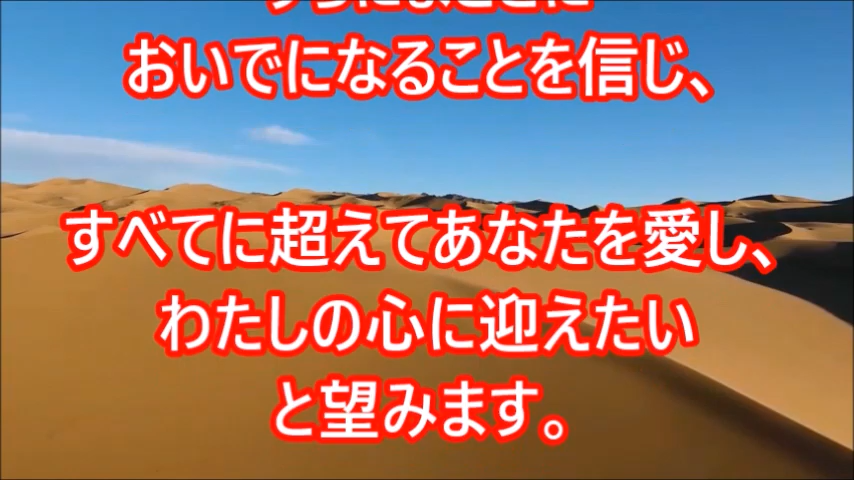 おいでになることを信じ、
すべてに超えてあなたを愛し、
わたしの心に迎えたい
と望みます。